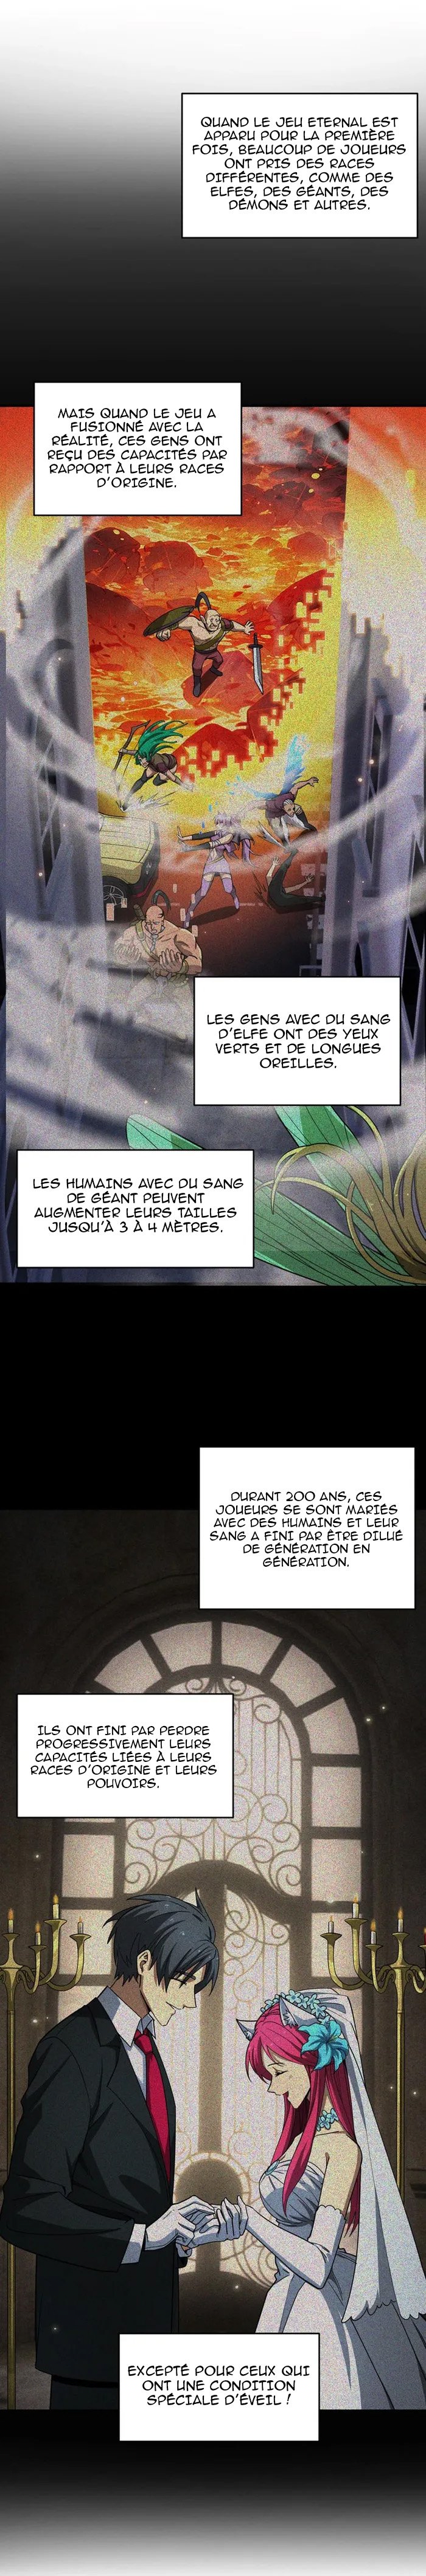 QUAND LE JEU ETERNAL EST
APPARU POUR LA PREMIÈRE
FOIS, BEAUCOUP DE JOUEURS
ONT PRIS DES RACES
DIFFÉRENTES, COMME DES
ELFES, DES GÉANTS, DES
DÉMONS ET AUTRES.
MAIS QUAND LE JEU A
FUSIONNÉ AVEC LA
RÉALITÉ, CES GENS ONT
REÇU DES CAPACITÉS PAR
RAPPORT À LEURS RACES
D'ORIGINE.
LES GENS AVEC DU SANG
D'ELFE ONT DES YEUX
VERTS ET DE LONGUES
OREILLES.
LES HUMAINS AVEC DU SANG
DE GÉANT PEUVENT
AUGMENTER LEURS TAILLES
JUSQU'À 3 À 4 MÈTRES.
DURANT 200 ANS, CES
JOUEURS SE SONT MARIÉS
AVEC DES HUMAINS ET LEUR
SANG A FINI PAR ÊTRE DILUÉ
DE GÉNÉRATION EN
GÉNÉRATION.
ILS ONT FINI PAR PERDRE
PROGRESSIVEMENT LEURS
CAPACITÉS LIÉES À LEURS
RACES D'ORIGINE ET LEURS
POUVOIRS.
EXCEPTÉ POUR CEUX QUI
ONT UNE CONDITION
SPÉCIALE D'ÉVEIL !